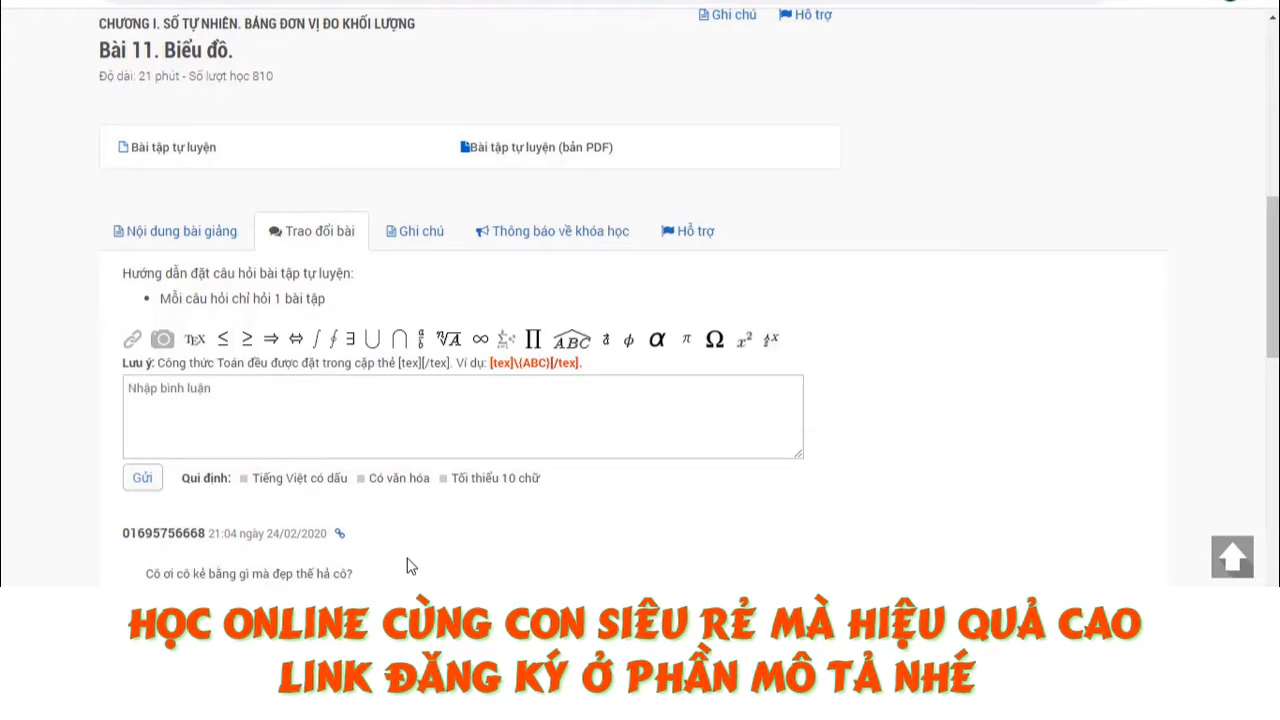 CHƯƠNG I. SỐ TỰ NHIÊN. BẢNG ĐƠN VỊ ĐO KHỐI LƯỢNG
Ghi chú Hỗ trợ
Bài 11. Biểu đồ.
Độ dài: 21 phút - Số lượt học 810
Bài tập tự luyện Bài tập tự luyện (bản PDF)
Nội dung bài giảng Trao đổi bài Ghi chú Thông báo về khóa học Hỗ trợ
Hướng dẫn đặt câu hỏi bài tập tự luyện:
• Mỗi câu hỏi chỉ hỏi 1 bài tập
TEX ≤ ≥ ⇒ ⇔ ∫ ∮ ∃ ∪ ∩ a/b ∞ ∏ ABC ϕ α π Ω x²
Lưu ý: Công thức Toán đều được đặt trong cặp thẻ [tex][/tex]. Ví dụ: [tex]\(ABC)[/tex].
Nhập bình luận
Gửi Qui định: Tiếng Việt có dấu Có văn hóa Tối thiểu 10 chữ
01695756668 21:04 ngày 24/02/2020
Cô ơi cô kẻ bằng gì mà đẹp thế hả cô?
HỌC ONLINE CÙNG CON SIÊU RẺ MÀ HIỆU QUẢ CAO
LINK ĐĂNG KÝ Ở PHẦN MÔ TẢ NHÉ